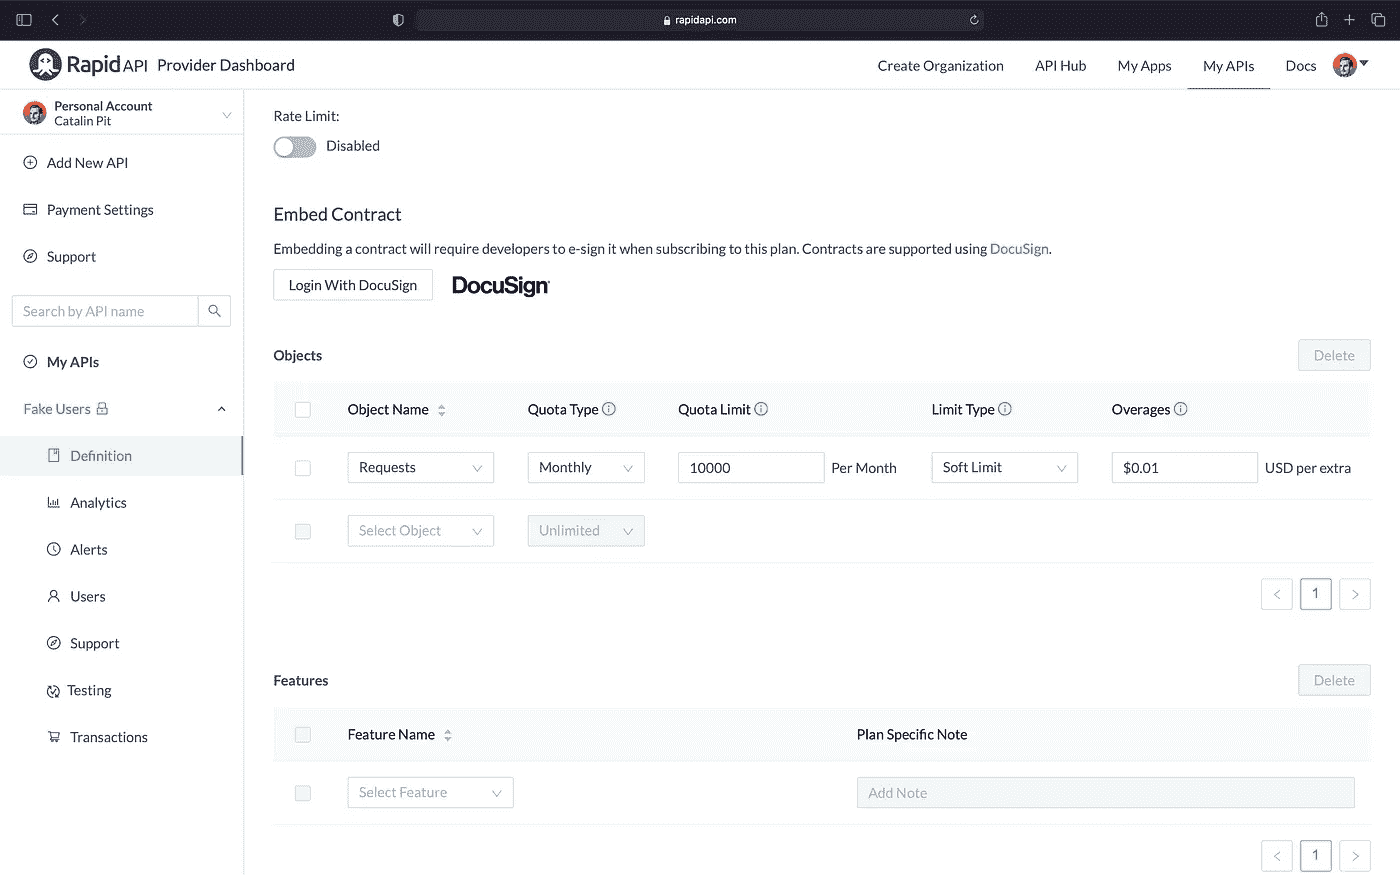 rapidapi.com
Rapid API Provider Dashboard
Create Organization API Hub My Apps My APIs Docs
Personal Account
Catalin Pit
Add New API
Payment Settings
Support
Search by API name
My APIs
Fake Users
Definition
Analytics
Alerts
Users
Support
Testing
Transactions
Rate Limit:
Disabled
Embed Contract
Embedding a contract will require developers to e-sign it when subscribing to this plan. Contracts are supported using DocuSign.
Login With DocuSign DocuSign
Objects Delete
Object Name Quota Type Quota Limit Limit Type Overages
Requests Monthly 10000 Per Month Soft Limit $0.01 USD per extra
Select Object Unlimited
< 1 >
Features Delete
Feature Name Plan Specific Note
Select Feature Add Note
< 1 >